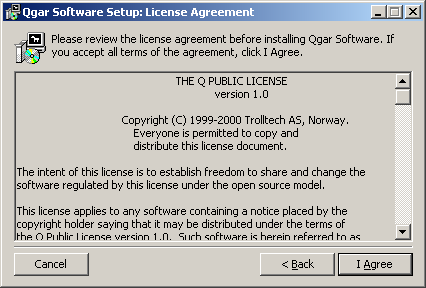 Qgar Software Setup: License Agreement
Please review the license agreement before installing Qgar Software. If
you accept all terms of the agreement, click I Agree.
THE Q PUBLIC LICENSE
version 1.0
Copyright (C) 1999-2000 Trolltech AS, Norway.
Everyone is permitted to copy and
distribute this license document.
The intent of this license is to establish freedom to share and change the
software regulated by this license under the open source model.
This license applies to any software containing a notice placed by the
copyright holder saying that it may be distributed under the terms of
the Q Public License version 1.0.  Such software is herein referred to as
Cancel
< Back
I Agree